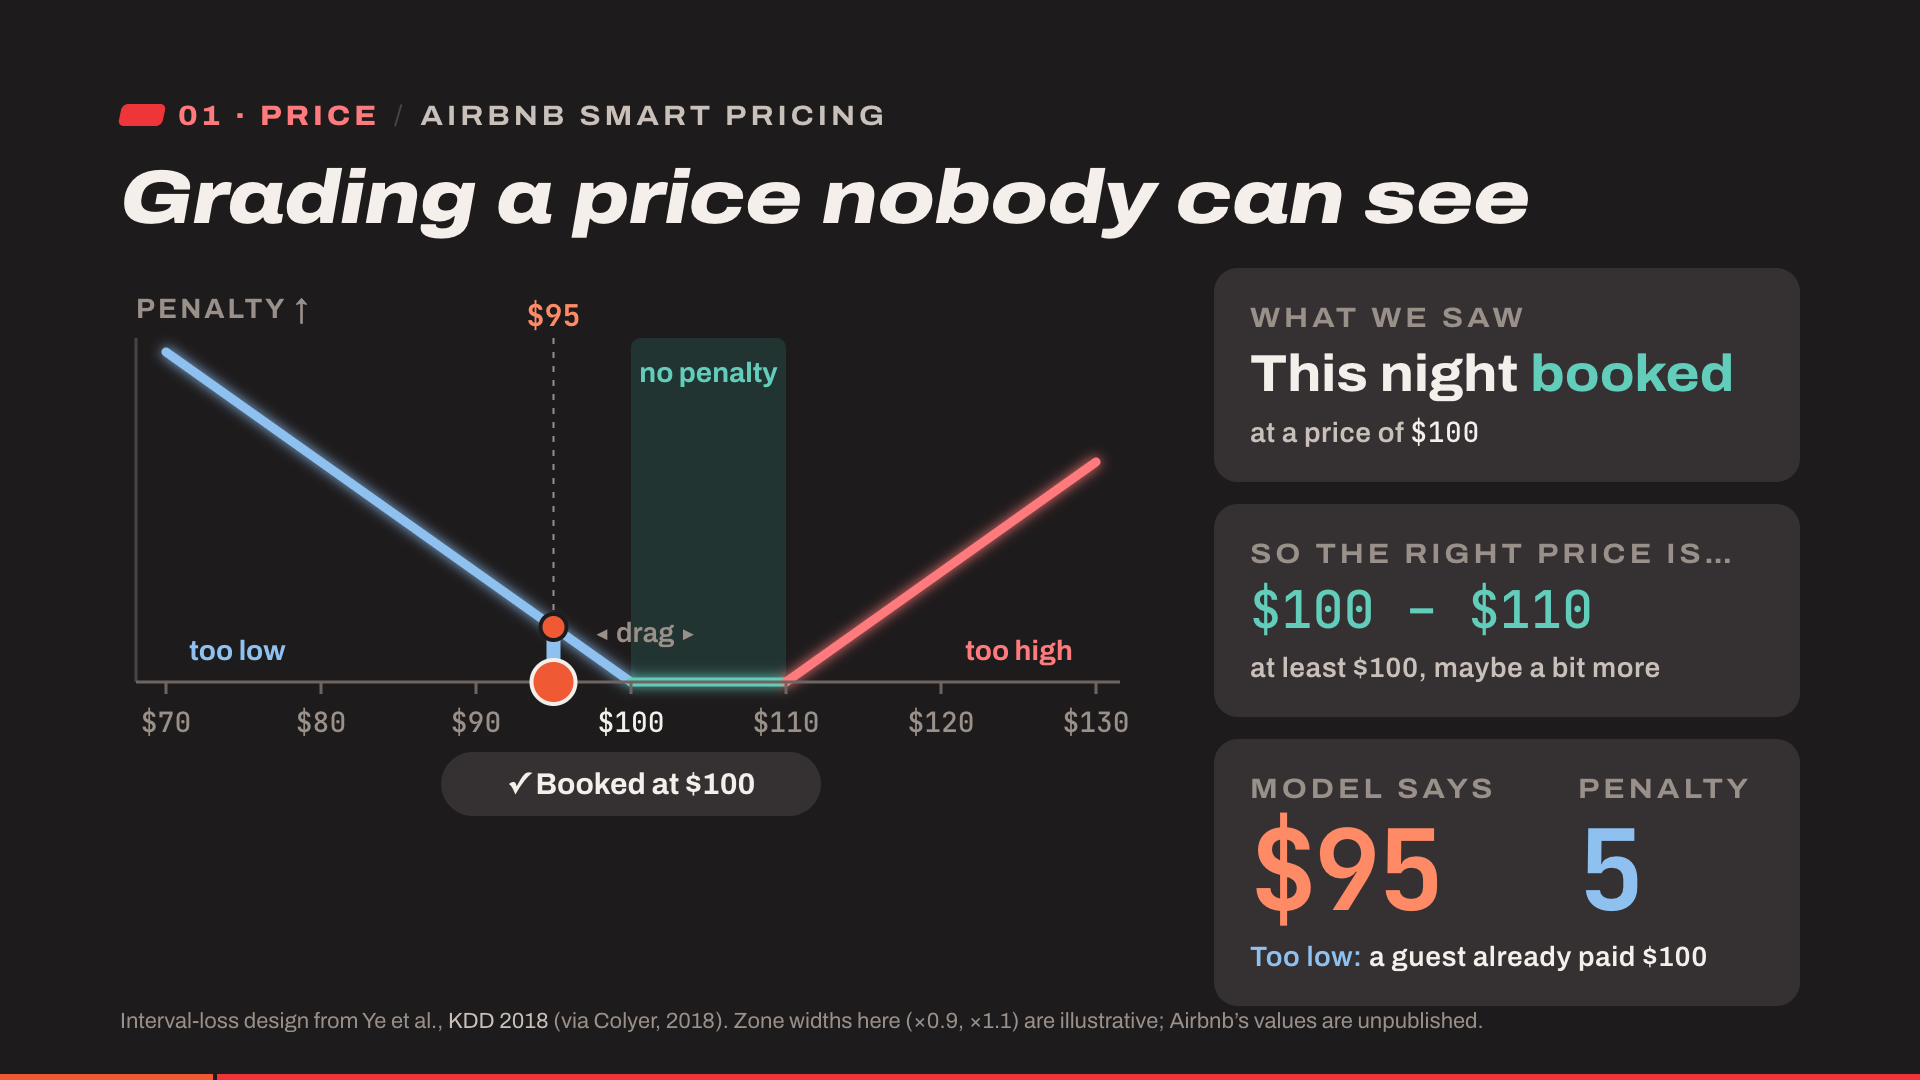 01 · PRICE / AIRBNB SMART PRICING
Grading a price nobody can see
PENALTY ↑
$95
no penalty
◂ drag ▸
too low
too high
$70 $80 $90 $100 $110 $120 $130
✓ Booked at $100
WHAT WE SAW
This night booked
at a price of $100
SO THE RIGHT PRICE IS…
$100 – $110
at least $100, maybe a bit more
MODEL SAYS PENALTY
$95 5
Too low: a guest already paid $100
Interval-loss design from Ye et al., KDD 2018 (via Colyer, 2018). Zone widths here (×0.9, ×1.1) are illustrative; Airbnb’s values are unpublished.